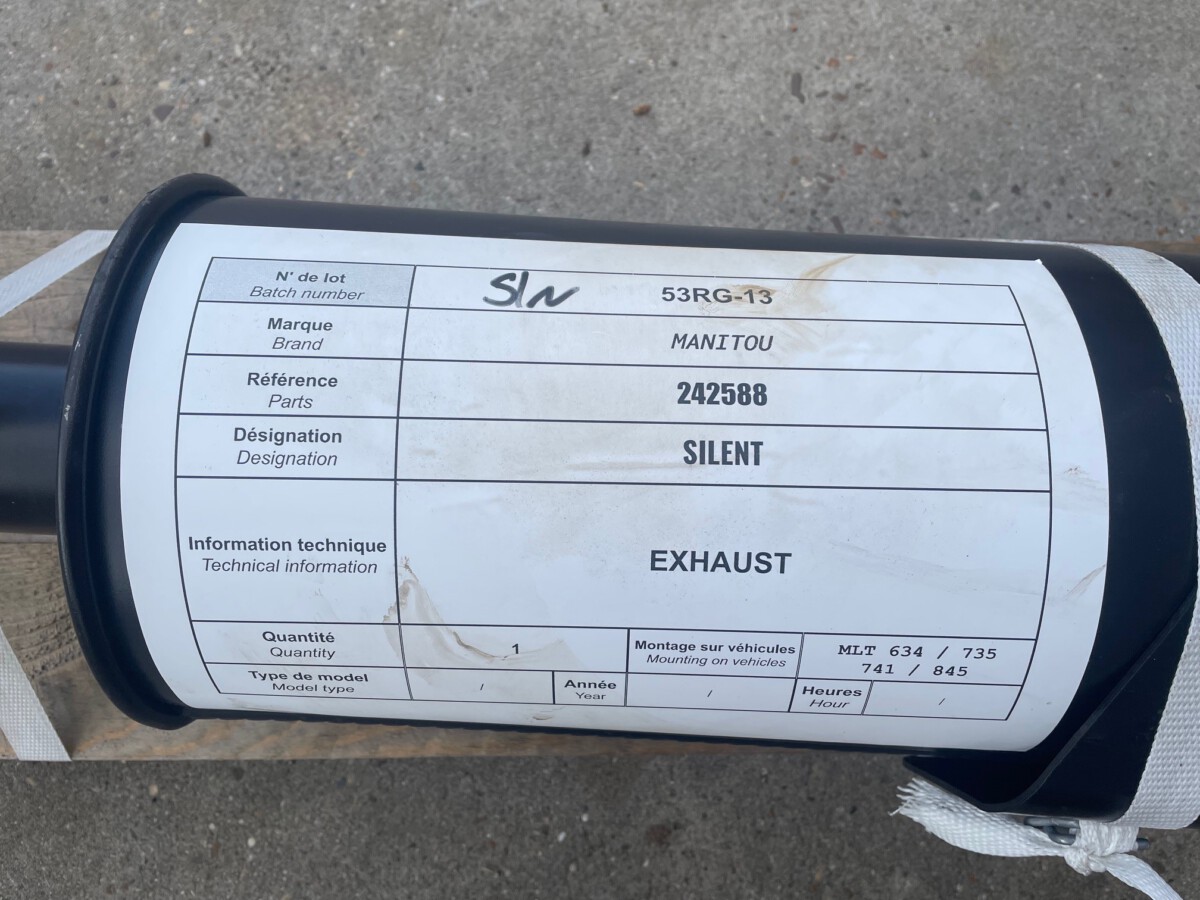 N' de lot
Batch number
SIN 53RG-13
Marque
Brand
MANITOU
Référence
Parts
242588
Désignation
Designation
SILENT
Information technique
Technical information
EXHAUST
Quantité
Quantity
1
Montage sur véhicules
Mounting on vehicles
MLT 634 / 735
741 / 845
Type de model
Model type
/
Année
Year
/
Heures
Hour
/